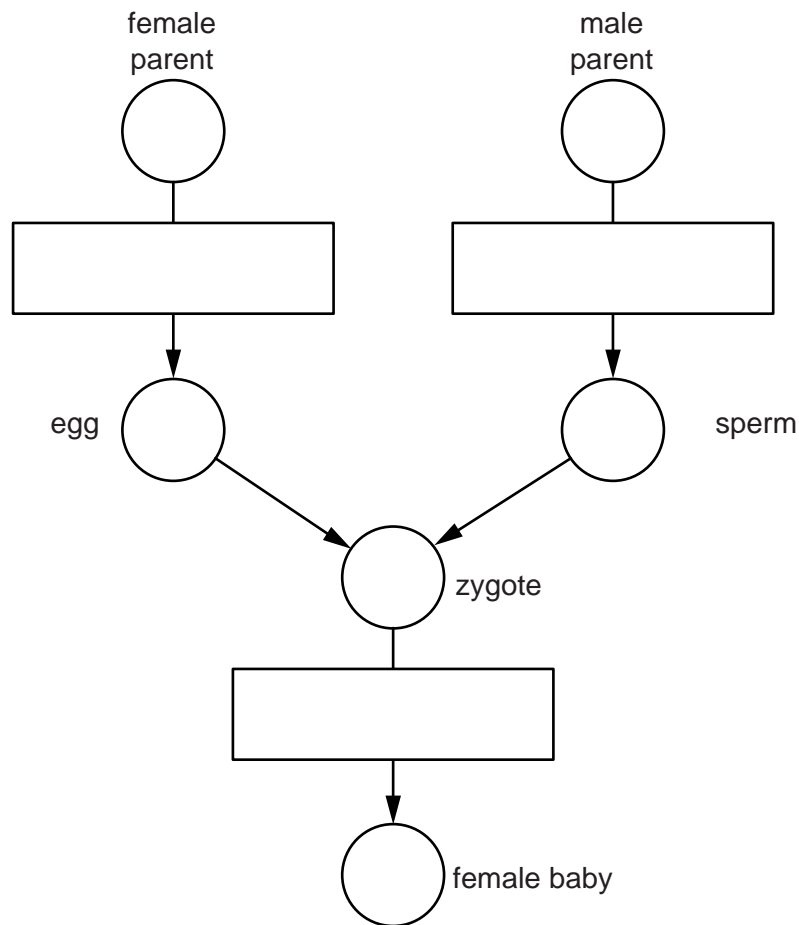 female
parent
male
parent
egg
sperm
zygote
female baby